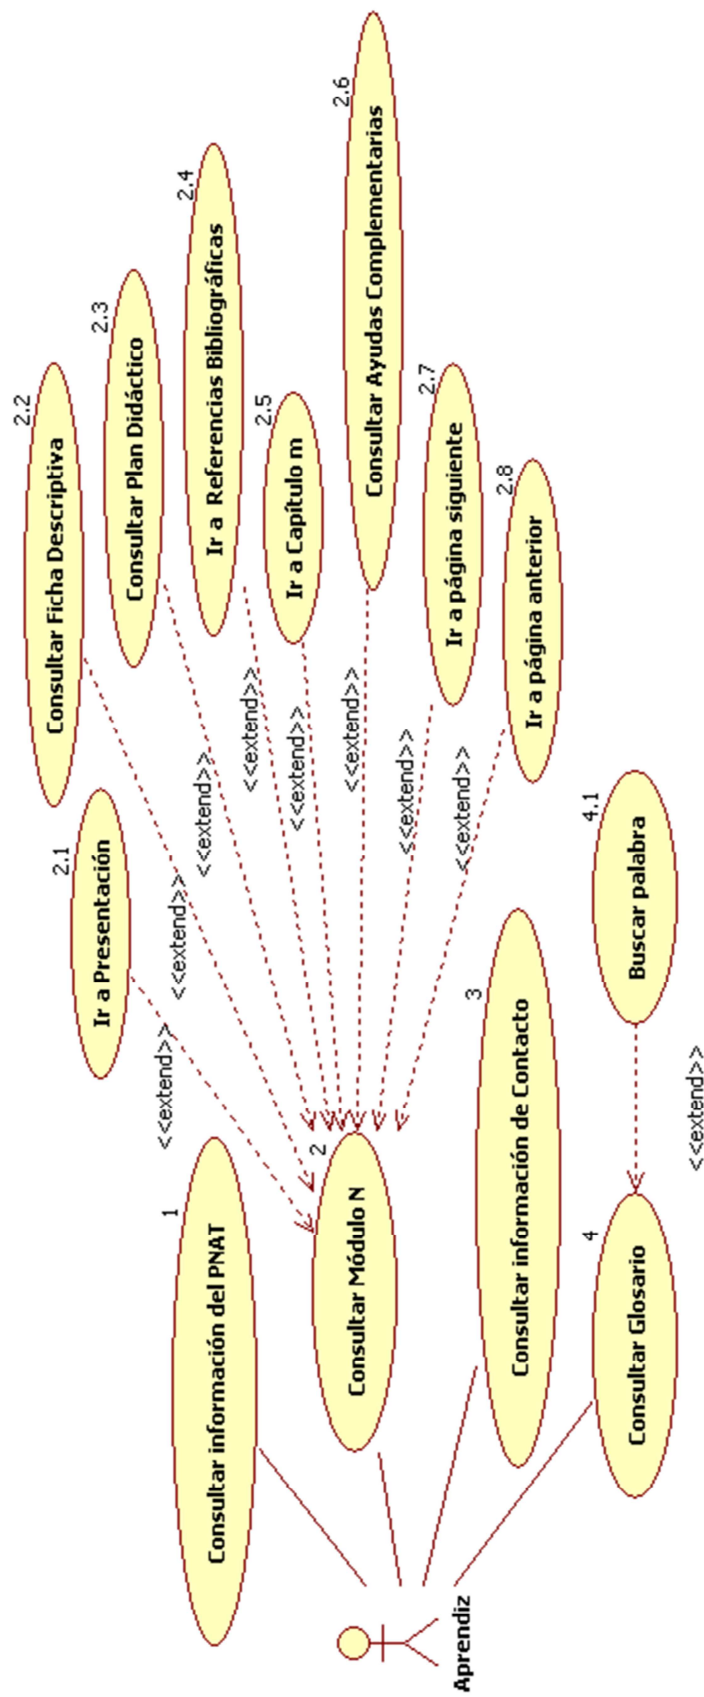 Aprendiz
1
Consultar información del PNAT
2
Consultar Módulo N
3
Consultar información de Contacto
4
Consultar Glosario
2.1
Ir a Presentación
<<extend>>
2.2
Consultar Ficha Descriptiva
<<extend>>
2.3
Consultar Plan Didáctico
<<extend>>
2.4
Ir a Referencias Bibliográficas
<<extend>>
2.5
Ir a Capítulo m
<<extend>>
2.6
Consultar Ayudas Complementarias
<<extend>>
2.7
Ir a página siguiente
<<extend>>
2.8
Ir a página anterior
<<extend>>
4.1
Buscar palabra
<<extend>>